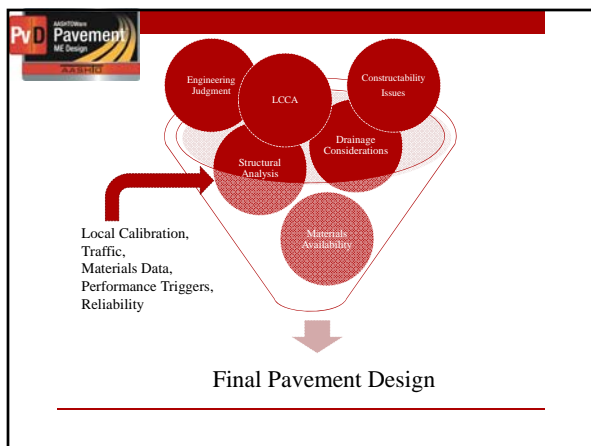 PvD
AASHTOWare
Pavement
ME Design
AASHTO
Engineering
Judgment
LCCA
Constructability
Issues
Structural
Analysis
Drainage
Considerations
Materials
Availability
Local Calibration,
Traffic,
Materials Data,
Performance Triggers,
Reliability
Final Pavement Design